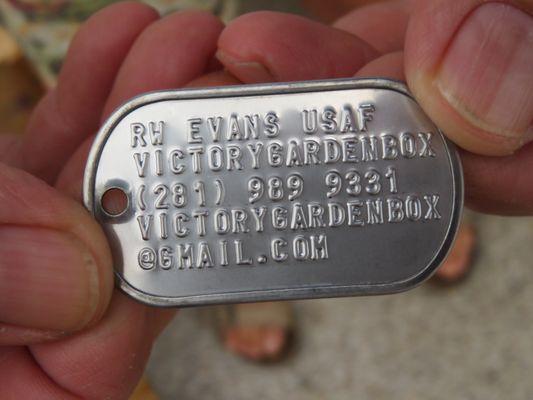 RW EVANS USAF
VICTORYGARDENBOX
(281) 989 9331
VICTORYGARDENBOX
@GMAIL.COM